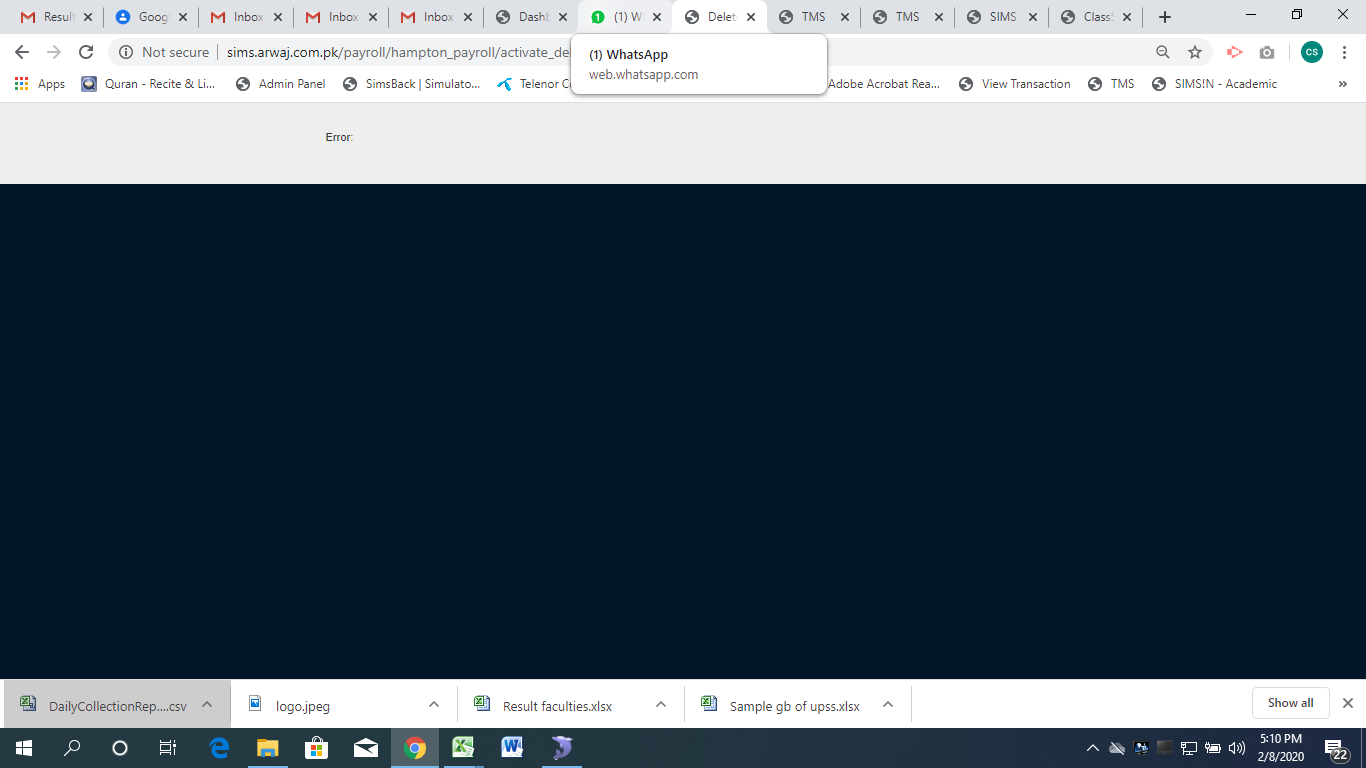 Result
Googl
Inbox
Inbox
Inbox
Dashb
1
(1) W
Delet
TMS
TMS
SIMS
Class
Not secure
sims.arwaj.com.pk/payroll/hampton_payroll/activate_del
CS
(1) WhatsApp
web.whatsapp.com
Apps
Quran - Recite & Li...
Admin Panel
SimsBack | Simulato...
Telenor C
Adobe Acrobat Rea...
View Transaction
TMS
SIMS!N - Academic
»
Error:
DailyCollectionRep....csv
logo.jpeg
Result faculties.xlsx
Sample gb of upss.xlsx
Show all
5:10 PM
2/8/2020
22